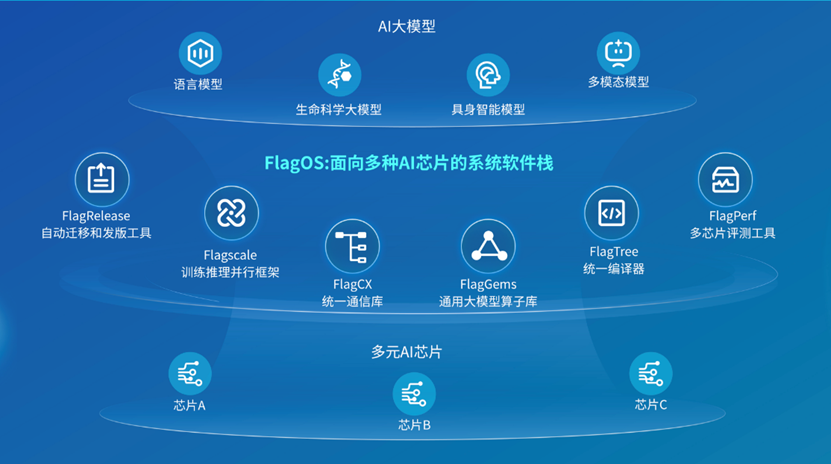 AI大模型
语言模型
生命科学大模型
具身智能模型
多模态模型
FlagOS:面向多种AI芯片的系统软件栈
FlagRelease
自动迁移和发版工具
Flagscale
训练推理并行框架
FlagCX
统一通信库
FlagGems
通用大模型算子库
FlagTree
统一编译器
FlagPerf
多芯片评测工具
多元AI芯片
芯片A
芯片B
芯片C